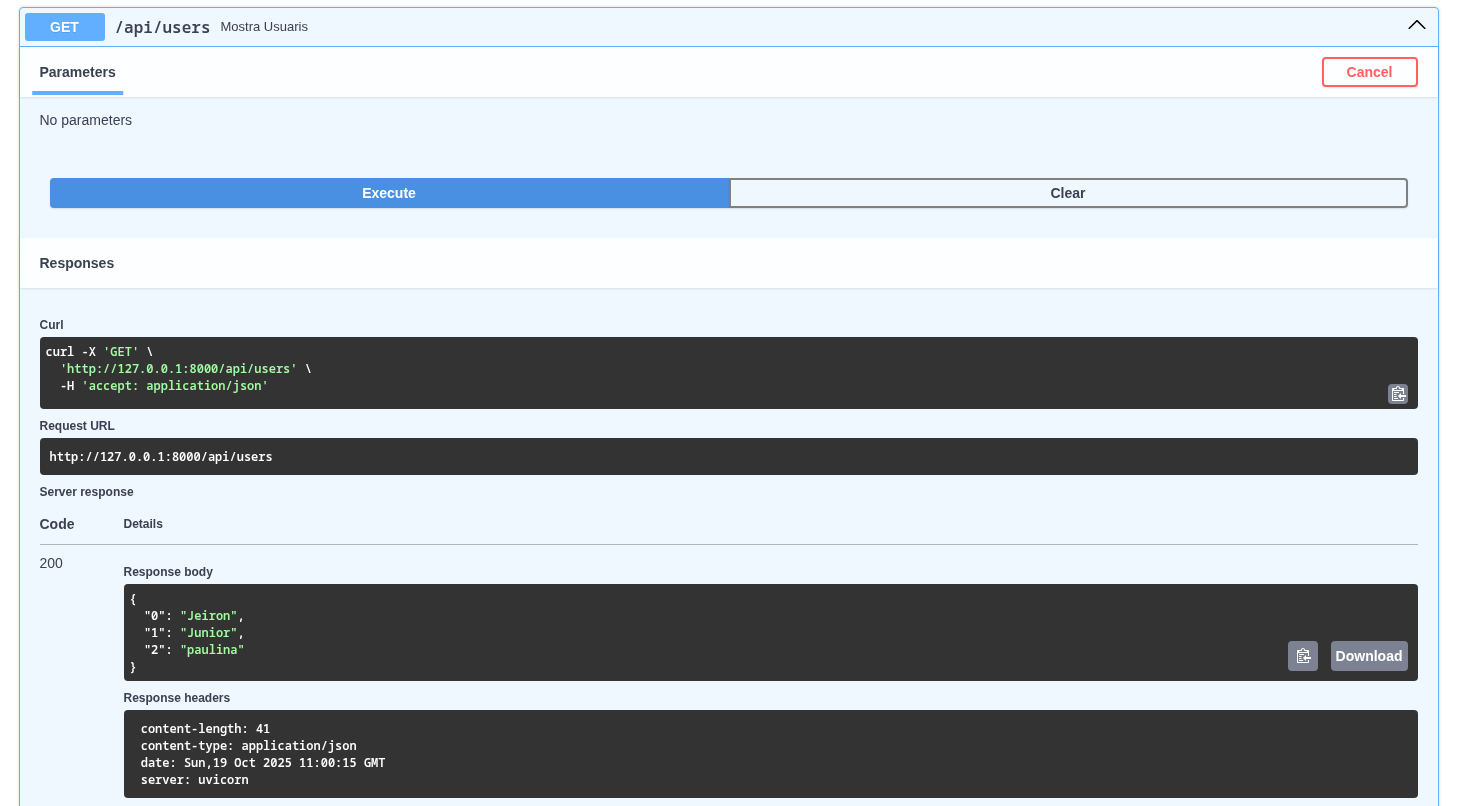 GET /api/users Mostra Usuaris
Parameters
Cancel
No parameters
Execute
Clear
Responses
Curl
curl -X 'GET' \
  'http://127.0.0.1:8000/api/users' \
  -H 'accept: application/json'
Request URL
http://127.0.0.1:8000/api/users
Server response
Code Details
200
Response body
{
  "0": "Jeiron",
  "1": "Junior",
  "2": "paulina"
}
Download
Response headers
content-length: 41
content-type: application/json
date: Sun,19 Oct 2025 11:00:15 GMT
server: uvicorn